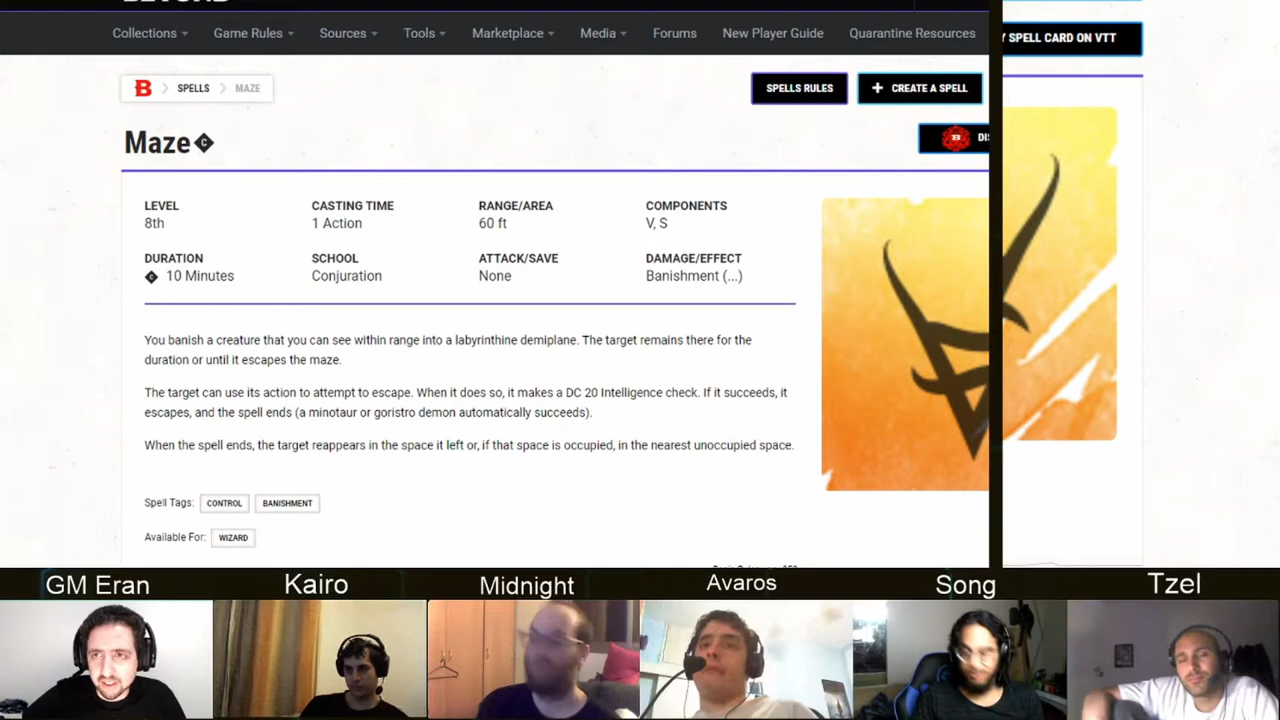 BEYOND
Collections Game Rules Sources Tools Marketplace Media Forums New Player Guide Quarantine Resources
SPELL CARD ON VTT
B SPELLS MAZE
SPELLS RULES
+ CREATE A SPELL
Maze C
B DI
LEVEL CASTING TIME RANGE/AREA COMPONENTS
8th 1 Action 60 ft V, S
DURATION SCHOOL ATTACK/SAVE DAMAGE/EFFECT
C 10 Minutes Conjuration None Banishment (...)
You banish a creature that you can see within range into a labyrinthine demiplane. The target remains there for the
duration or until it escapes the maze.
The target can use its action to attempt to escape. When it does so, it makes a DC 20 Intelligence check. If it succeeds, it
escapes, and the spell ends (a minotaur or goristro demon automatically succeeds).
When the spell ends, the target reappears in the space it left or, if that space is occupied, in the nearest unoccupied space.
Spell Tags: CONTROL BANISHMENT
Available For: WIZARD
GM Eran Kairo Midnight Avaros Song Tzel